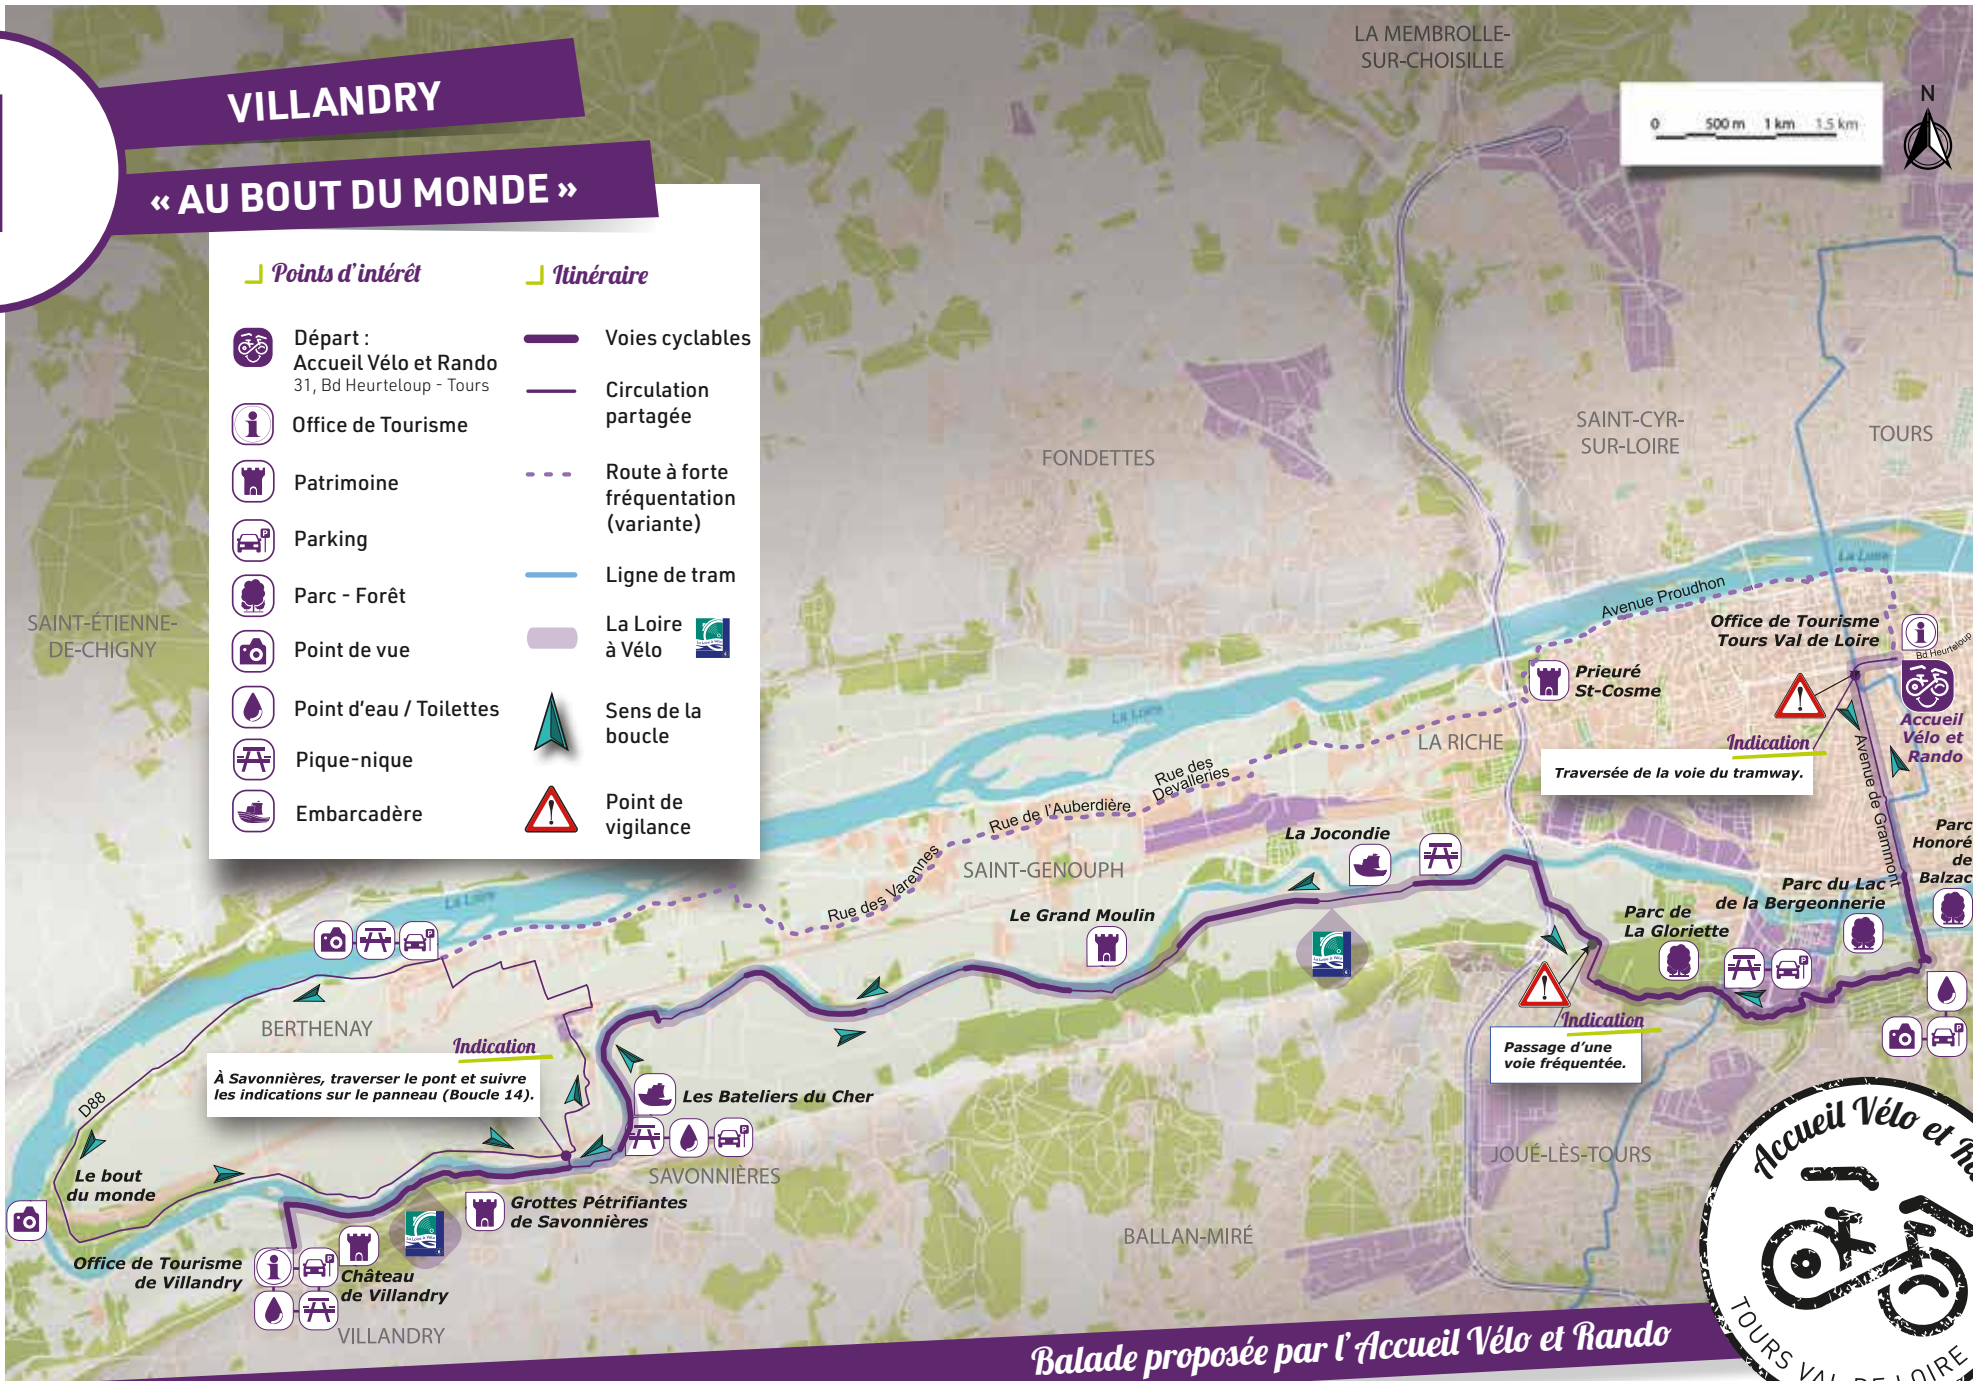 VILLANDRY
« AU BOUT DU MONDE »
Points d'intérêt
Départ :
Accueil Vélo et Rando
31, Bd Heurteloup - Tours
Office de Tourisme
Patrimoine
Parking
Parc - Forêt
Point de vue
Point d'eau / Toilettes
Pique-nique
Embarcadère
Itinéraire
Voies cyclables
Circulation
partagée
Route à forte
fréquentation
(variante)
Ligne de tram
La Loire
à Vélo
Sens de la
boucle
Point de
vigilance
0 500 m 1 km 1.5 km
N
LA MEMBROLLE-
SUR-CHOISILLE
SAINT-CYR-
SUR-LOIRE
TOURS
FONDETTES
SAINT-ÉTIENNE-
DE-CHIGNY
La Loire
Avenue Proudhon
Office de Tourisme
Tours Val de Loire
Bd Heurteloup
Prieuré
St-Cosme
Accueil
Vélo et
Rando
Indication
Traversée de la voie du tramway.
Avenue de Grammont
La Loire
LA RICHE
Rue des
Devalleries
Rue de l'Auberdière
Rue des Varennes
SAINT-GENOUPH
La Jocondie
Le Grand Moulin
Parc
Honoré
de
Balzac
Parc du Lac
de la Bergeonnerie
Parc de
La Gloriette
La Loire
Indication
Passage d'une
voie fréquentée.
BERTHENAY
Indication
À Savonnières, traverser le pont et suivre
les indications sur le panneau (Boucle 14).
D88
Les Bateliers du Cher
SAVONNIÈRES
Le bout
du monde
Grottes Pétrifiantes
de Savonnières
Office de Tourisme
de Villandry
Château
de Villandry
VILLANDRY
BALLAN-MIRÉ
JOUÉ-LÈS-TOURS
Balade proposée par l'Accueil Vélo et Rando
Accueil Vélo et
TOURS VAL DE LOIRE